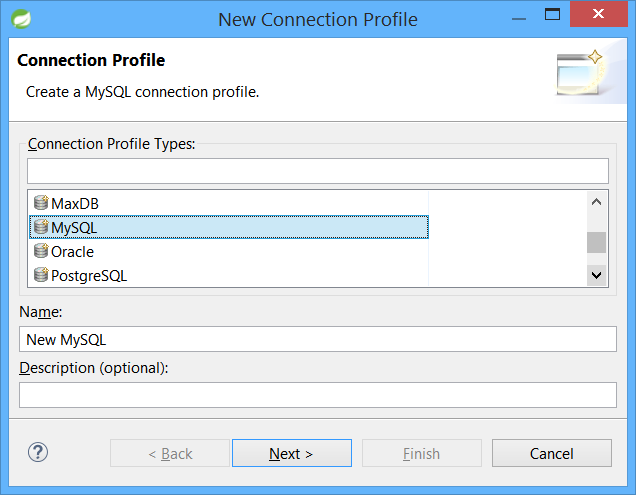 New Connection Profile
Connection Profile
Create a MySQL connection profile.
Connection Profile Types:
MaxDB
MySQL
Oracle
PostgreSQL
Name:
New MySQL
Description (optional):
?
< Back
Next >
Finish
Cancel